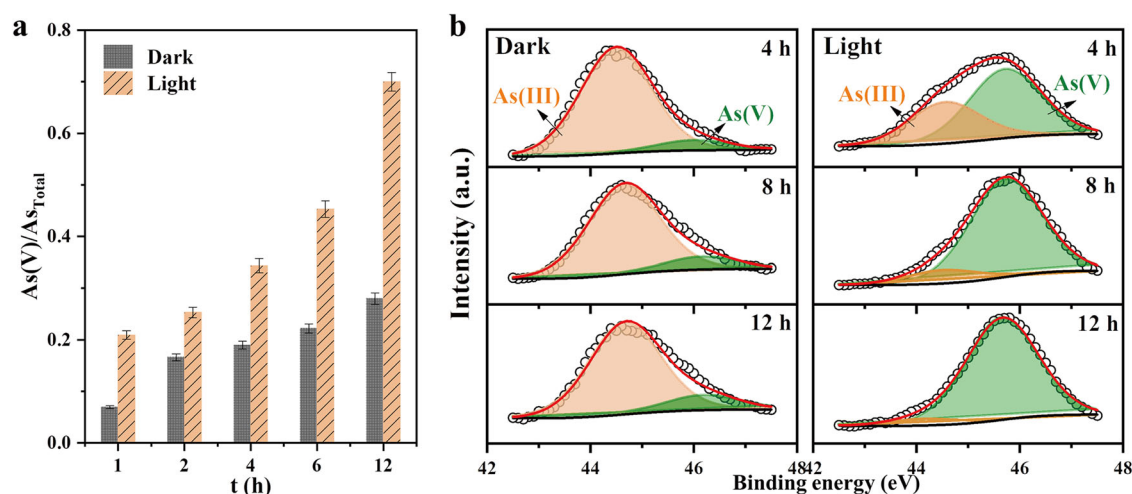 a
0.8
0.6
0.4
0.2
0.0
As(V)/As_Total
Dark
Light
1 2 4 6 12
t (h)
b
Intensity (a.u.)
Dark 4 h
As(III)
As(V)
8 h
12 h
42 44 46 48
Light 4 h
As(III)
As(V)
8 h
12 h
42 44 46 48
Binding energy (eV)